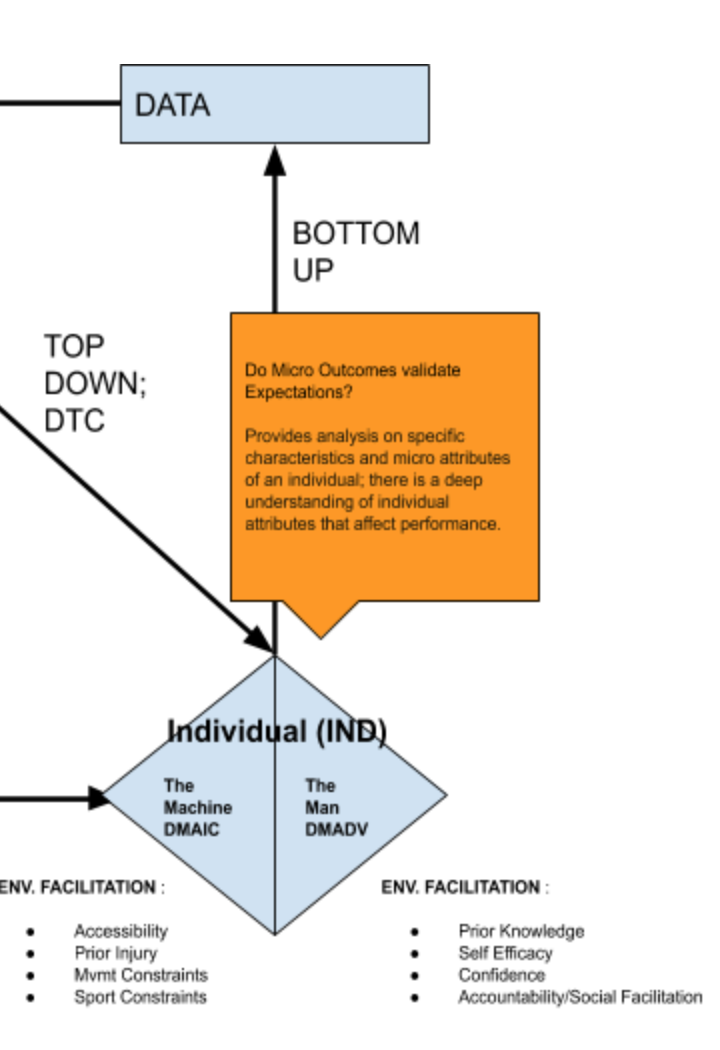 DATA
BOTTOM
UP
TOP
DOWN;
DTC
Do Micro Outcomes validate
Expectations?
Provides analysis on specific
characteristics and micro attributes
of an individual; there is a deep
understanding of individual
attributes that affect performance.
Individual (IND)
The
Machine
DMAIC
The
Man
DMADV
ENV. FACILITATION :
● Accessibility
● Prior Injury
● Mvmt Constraints
● Sport Constraints
ENV. FACILITATION :
● Prior Knowledge
● Self Efficacy
● Confidence
● Accountability/Social Facilitation